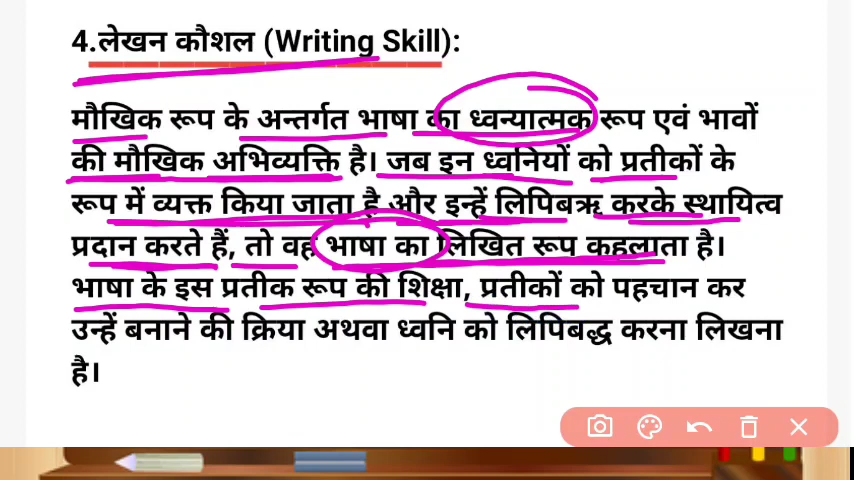 4.लेखन कौशल (Writing Skill):
मौखिक रूप के अन्तर्गत भाषा का ध्वन्यात्मक रूप एवं भावों
की मौखिक अभिव्यक्ति है। जब इन ध्वनियों को प्रतीकों के
रूप में व्यक्त किया जाता है और इन्हें लिपिबऋ करके स्थायित्व
प्रदान करते हैं, तो वह भाषा का लिखित रूप कहलाता है।
भाषा के इस प्रतीक रूप की शिक्षा, प्रतीकों को पहचान कर
उन्हें बनाने की क्रिया अथवा ध्वनि को लिपिबद्ध करना लिखना
है।